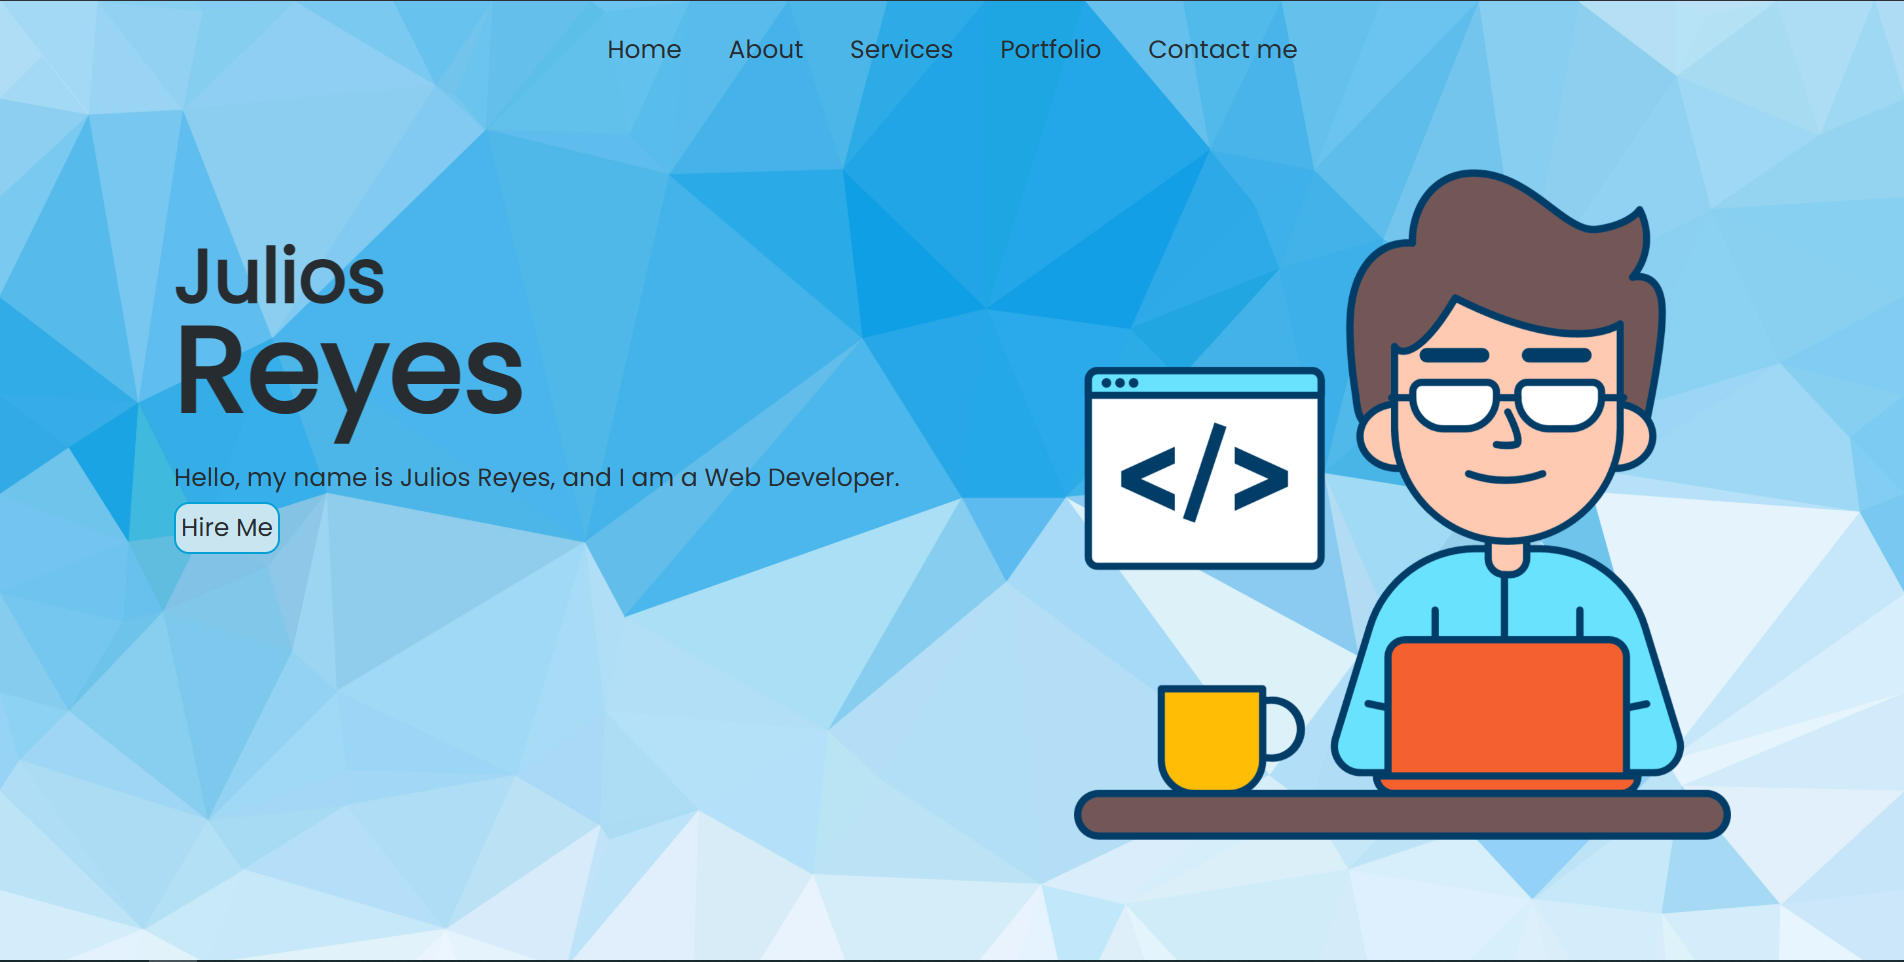 Home About Services Portfolio Contact me
Julios
Reyes
Hello, my name is Julios Reyes, and I am a Web Developer.
Hire Me
</>